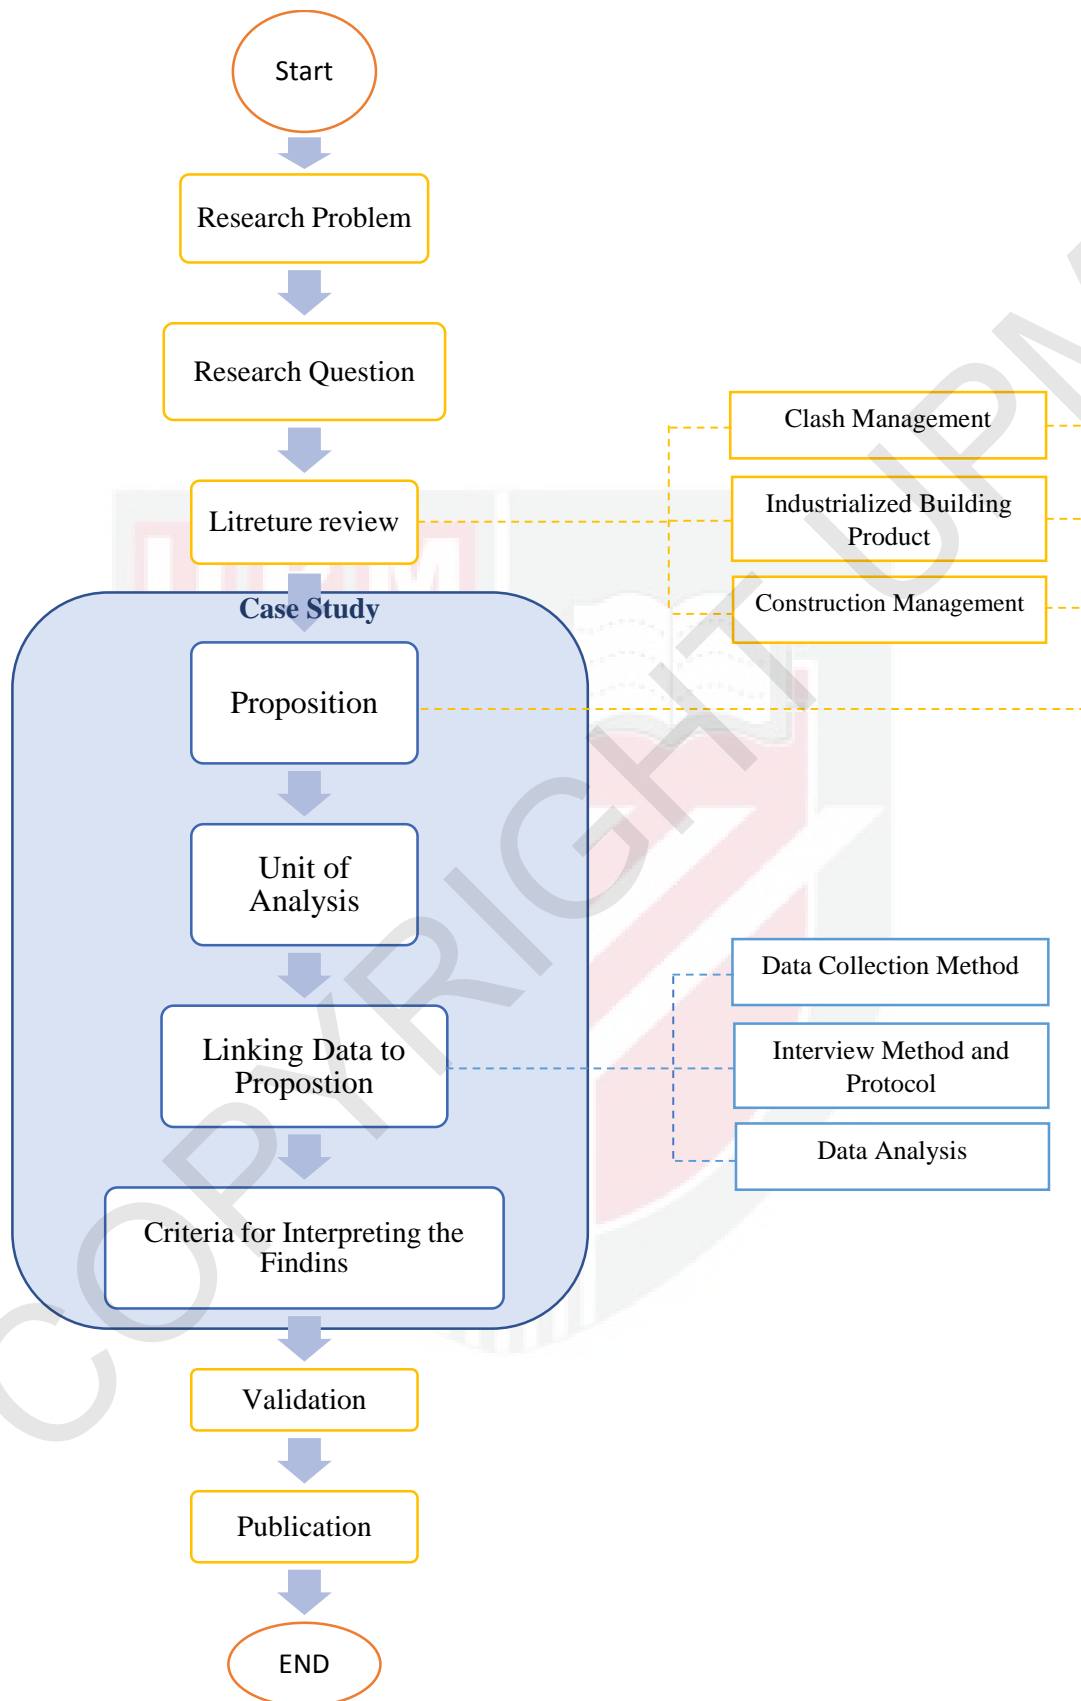 Start
Research Problem
Research Question
Litreture review
Clash Management
Industrialized Building
Product
Construction Management
Case Study
Proposition
Unit of
Analysis
Linking Data to
Propostion
Data Collection Method
Interview Method and
Protocol
Data Analysis
Criteria for Interpreting the
Findins
Validation
Publication
END
COPYRIGHT UPM
UPM